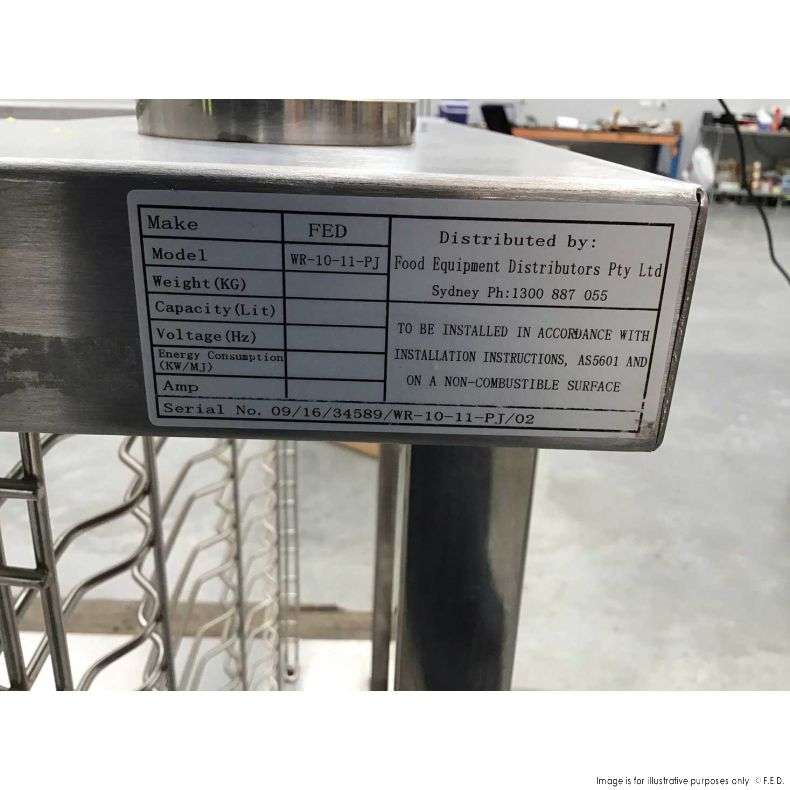 Make FED
Model WR-10-11-PJ
Weight(KG)
Capacity(Lit)
Voltage(Hz)
Energy Consumption
(KW/MJ)
Amp
Distributed by:
Food Equipment Distributors Pty Ltd
Sydney Ph:1300 887 055
TO BE INSTALLED IN ACCORDANCE WITH
INSTALLATION INSTRUCTIONS, AS5601 AND
ON A NON-COMBUSTIBLE SURFACE
Serial No. 09/16/34589/WR-10-11-PJ/02
Image is for illustrative purposes only © F.E.D.